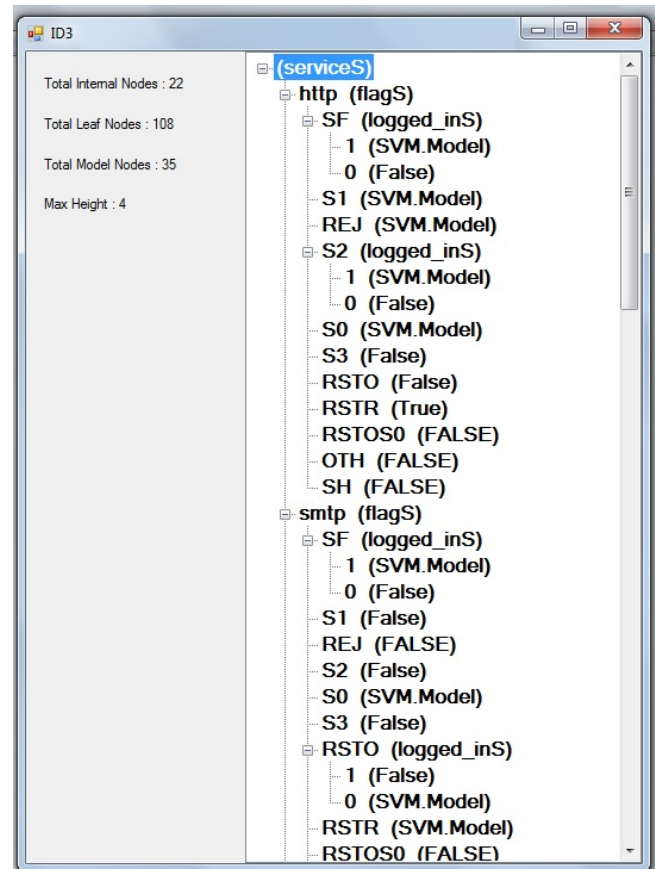 ID3
Total Internal Nodes : 22
Total Leaf Nodes : 108
Total Model Nodes : 35
Max Height : 4
(serviceS)
http (flagS)
SF (logged_inS)
1 (SVM.Model)
0 (False)
S1 (SVM.Model)
REJ (SVM.Model)
S2 (logged_inS)
1 (SVM.Model)
0 (False)
S0 (SVM.Model)
S3 (False)
RSTO (False)
RSTR (True)
RSTOS0 (FALSE)
OTH (FALSE)
SH (FALSE)
smtp (flagS)
SF (logged_inS)
1 (SVM.Model)
0 (False)
S1 (False)
REJ (FALSE)
S2 (False)
S0 (SVM.Model)
S3 (False)
RSTO (logged_inS)
1 (False)
0 (SVM.Model)
RSTR (SVM.Model)
RSTOS0 (FALSE)